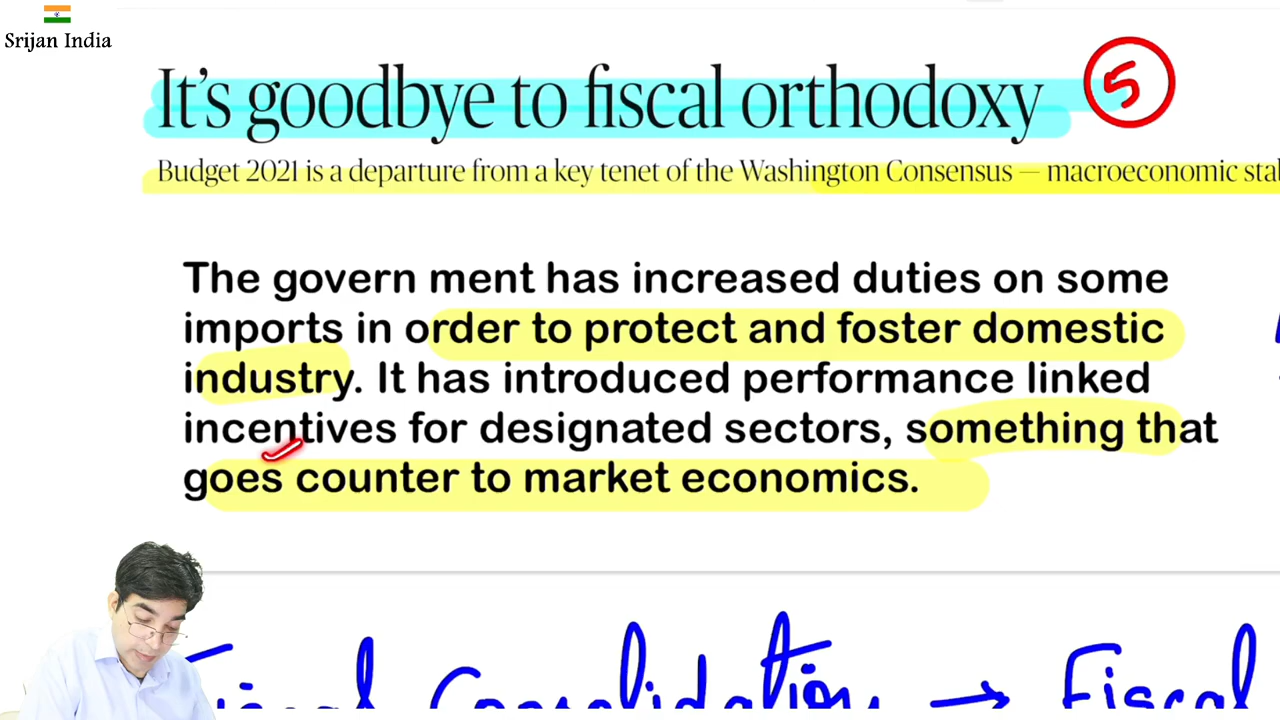 Srijan India
It's goodbye to fiscal orthodoxy
5
Budget 2021 is a departure from a key tenet of the Washington Consensus — macroeconomic
The govern ment has increased duties on some
imports in order to protect and foster domestic
industry. It has introduced performance linked
incentives for designated sectors, something that
goes counter to market economics.
Fiscal Consolidation → Fiscal